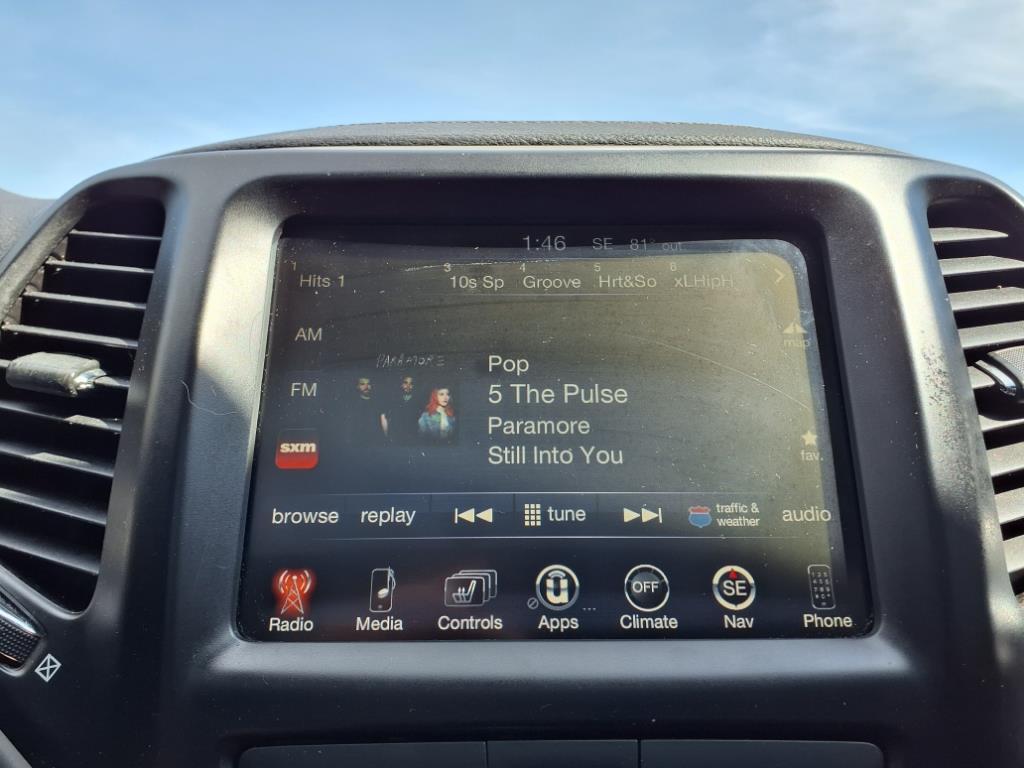 1:46 SE 81° out
1 3 4 5 6
Hits 1 10s Sp Groove Hrt&So xLHipH
AM
map
PARAMORE
Pop
FM
5 The Pulse
Paramore
sxm
Still Into You
fav.
browse replay tune traffic & weather audio
OFF SE
Radio Media Controls Apps Climate Nav Phone